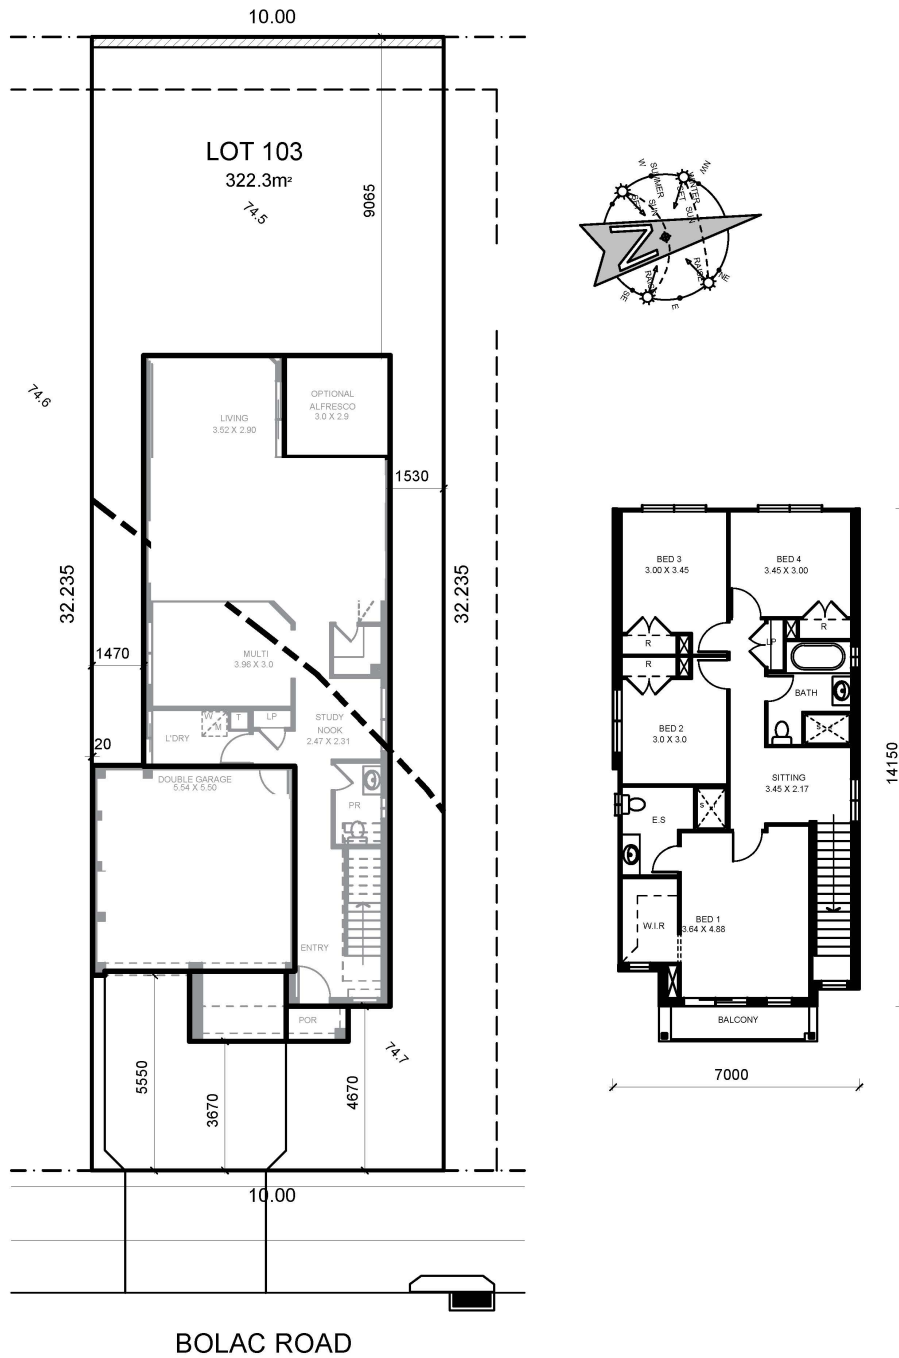 10.00
LOT 103
322.3m²
74.5
9065
W
SUMMER
SUN
SET
WINTER
SUN
SET
NW
N
RAISE
RAISE
NE
E
SE
74.6
LIVING
3.52 X 2.90
OPTIONAL
ALFRESCO
3.0 X 2.9
1530
32.235
32.235
1470
MULTI
3.96 X 3.0
W
M
T
LP
L'DRY
STUDY
NOOK
2.47 X 2.31
20
DOUBLE GARAGE
5.54 X 5.50
PR
ENTRY
POR.
74.7
5550
3670
4670
10.00
BOLAC ROAD
BED 3
3.00 X 3.45
BED 4
3.45 X 3.00
R
R
R
LP
BATH
S
BED 2
3.0 X 3.0
SITTING
3.45 X 2.17
E.S
S
W.I.R
BED 1
3.64 X 4.88
BALCONY
7000
14150